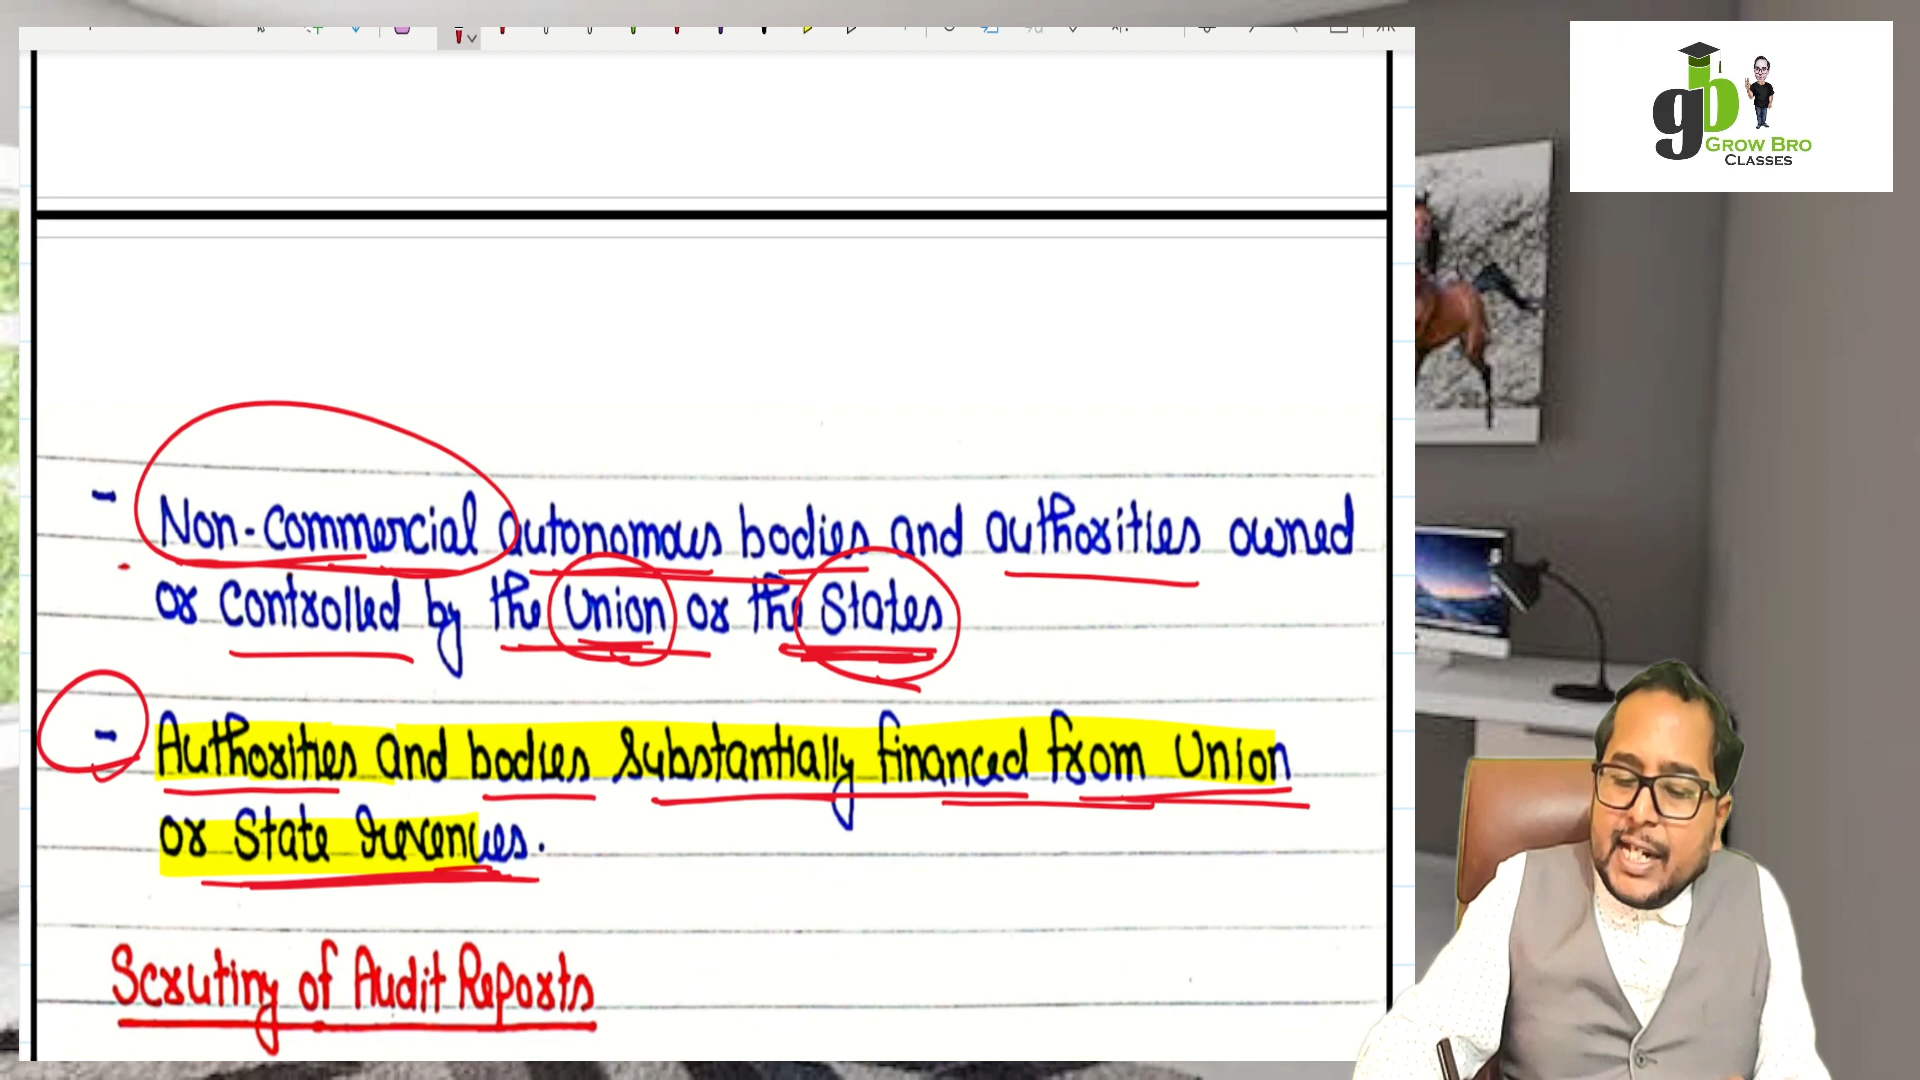 gb
GROW BRO
CLASSES
- Non-Commercial autonomous bodies and authorities owned
or controlled by the Union or the States
- Authorities and bodies substantially financed from Union
or State revenues.
Scrutiny of Audit Reports